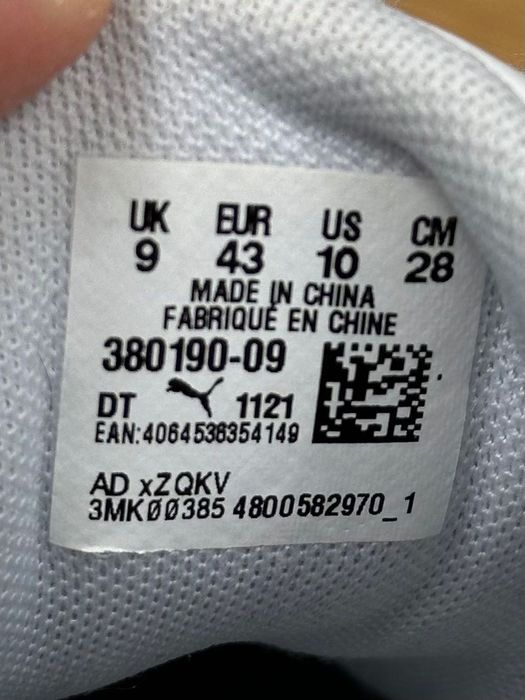 UK EUR US CM
9 43 10 28
MADE IN CHINA
FABRIQUÉ EN CHINE
380190-09
DT 1121
EAN:4064536354149
AD xZQKV
3MK00385 4800582970_1